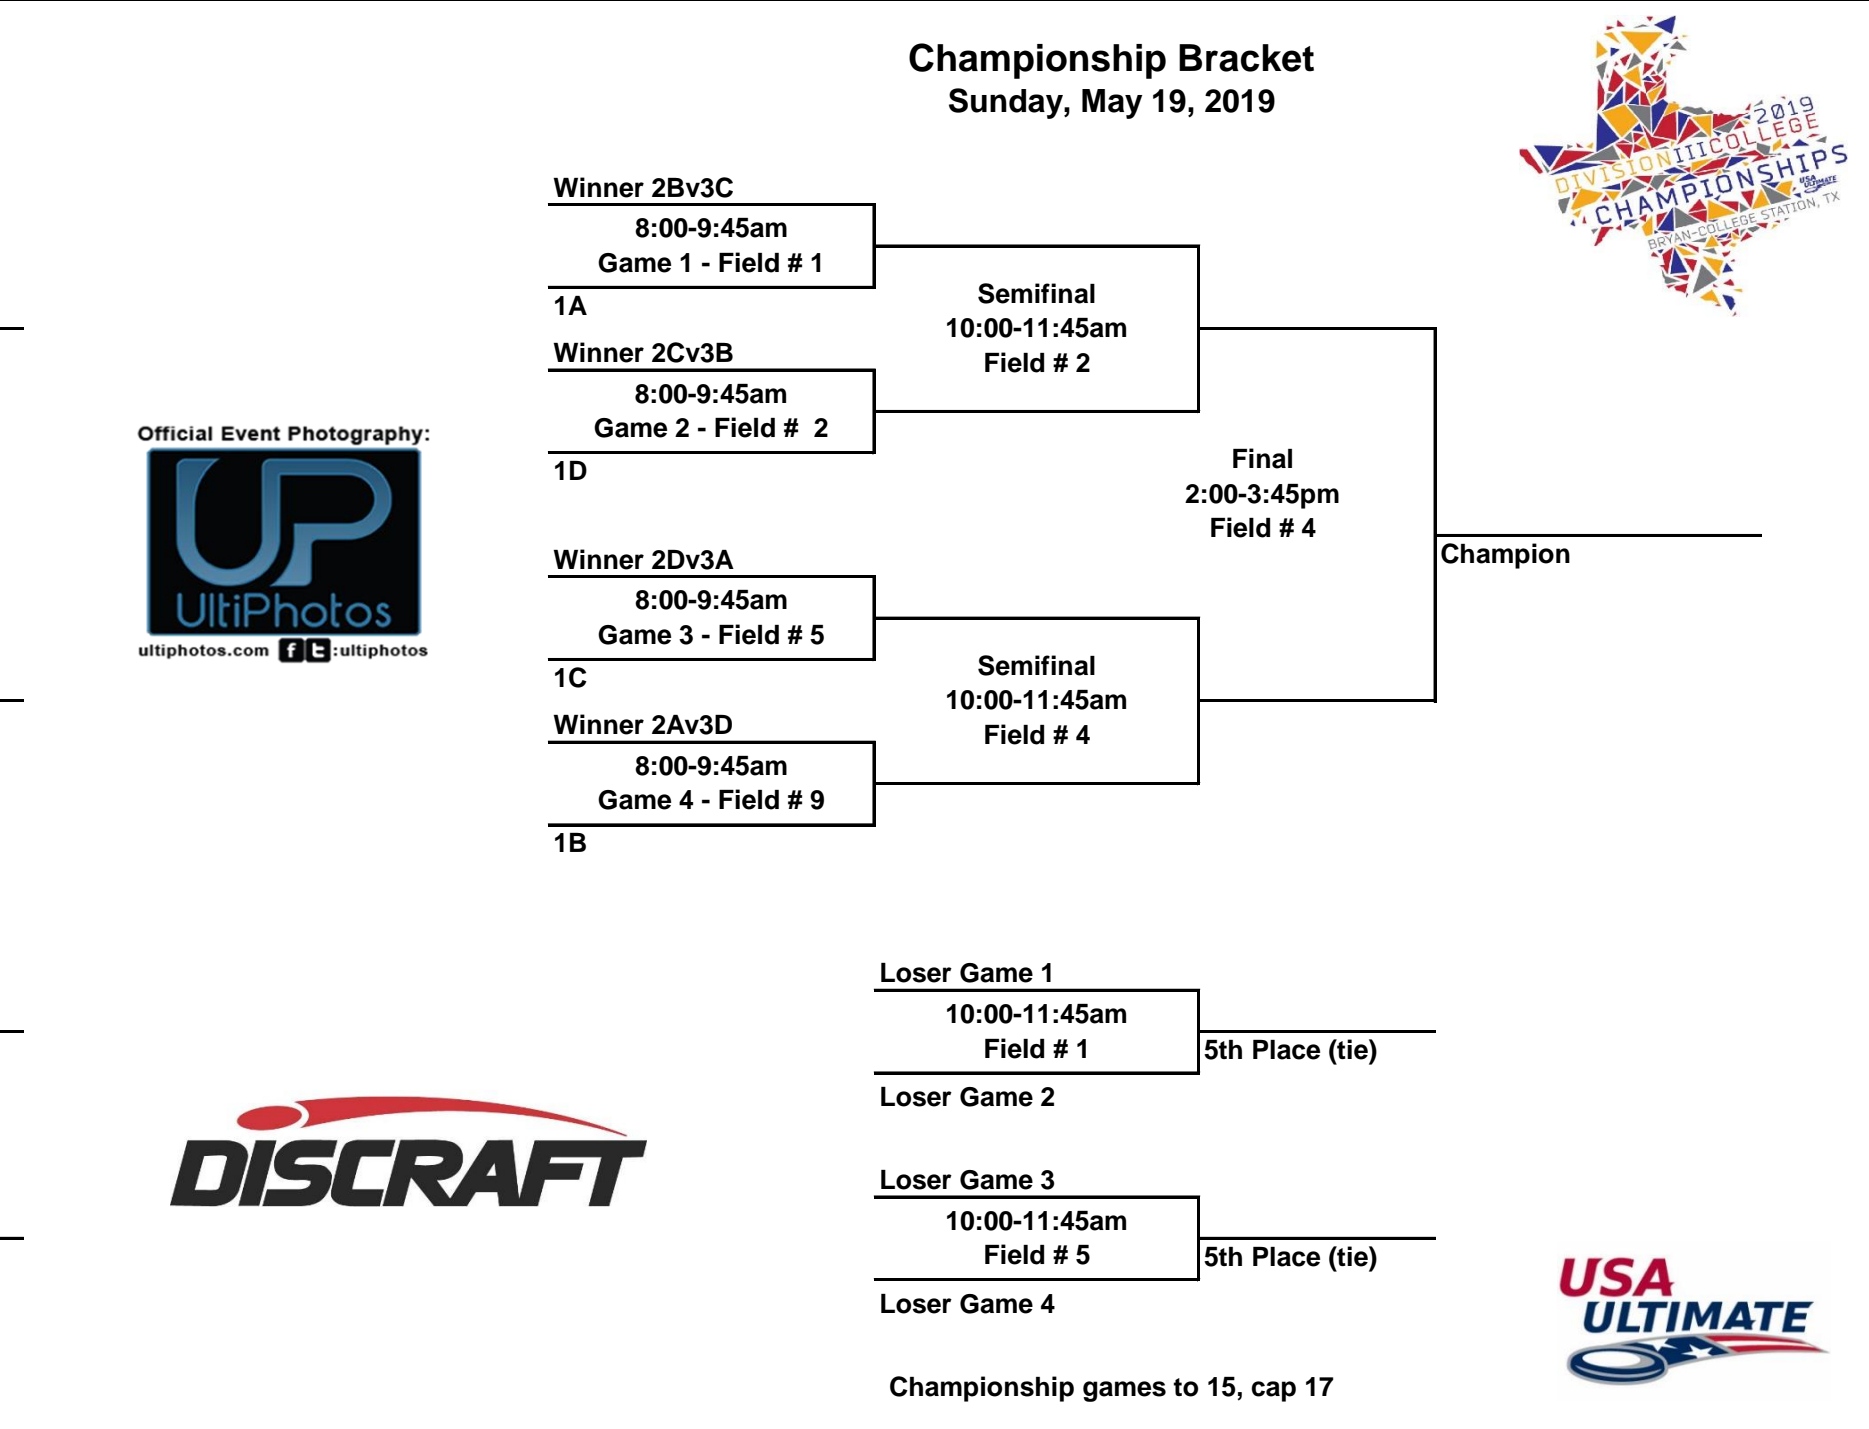 Championship Bracket
Sunday, May 19, 2019
2019
DIVISION III COLLEGE
CHAMPIONSHIPS
USA
ULTIMATE
BRYAN-COLLEGE STATION, TX
Winner 2Bv3C
8:00-9:45am
Game 1 - Field # 1
1A
Winner 2Cv3B
8:00-9:45am
Game 2 - Field #  2
1D
Semifinal
10:00-11:45am
Field # 2
Official Event Photography:
UP
UltiPhotos
ultiphotos.com f t :ultiphotos
Final
2:00-3:45pm
Field # 4
Champion
Winner 2Dv3A
8:00-9:45am
Game 3 - Field # 5
1C
Winner 2Av3D
8:00-9:45am
Game 4 - Field # 9
1B
Semifinal
10:00-11:45am
Field # 4
Loser Game 1
10:00-11:45am
Field # 1
5th Place (tie)
Loser Game 2
DISCRAFT
Loser Game 3
10:00-11:45am
Field # 5
5th Place (tie)
Loser Game 4
USA
ULTIMATE
Championship games to 15, cap 17